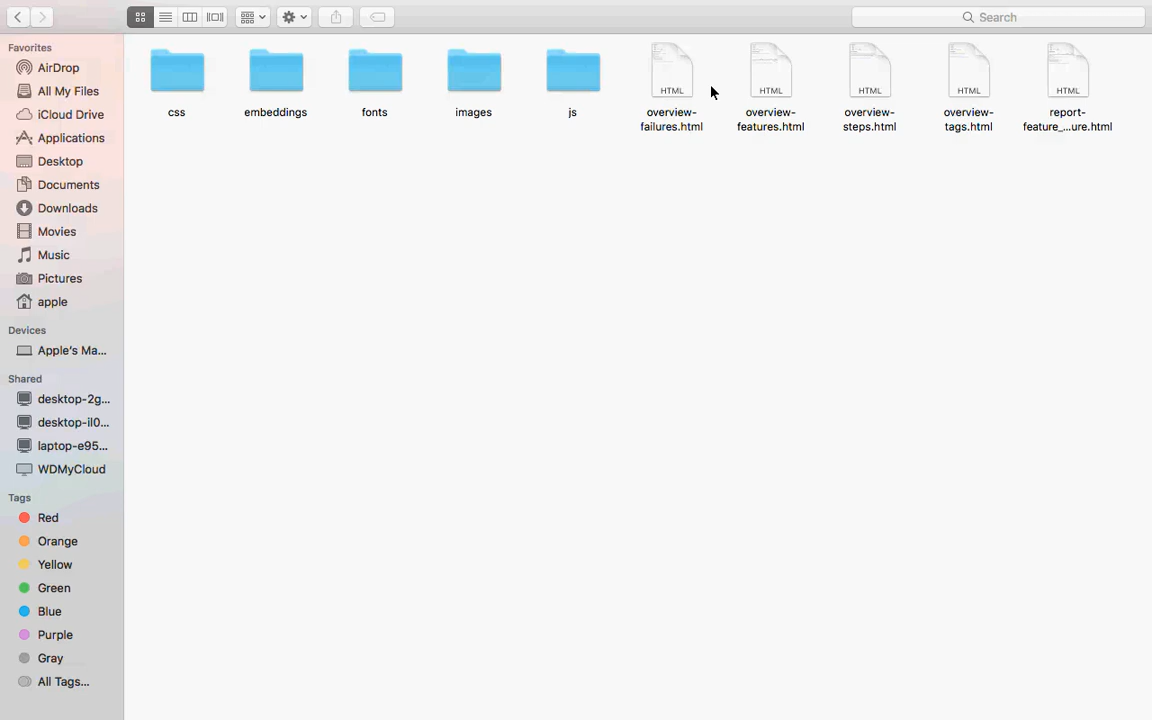 Search
Favorites
AirDrop
All My Files
iCloud Drive
Applications
Desktop
Documents
Downloads
Movies
Music
Pictures
apple
Devices
Apple's Ma...
Shared
desktop-2g...
desktop-il0...
laptop-e95...
WDMyCloud
Tags
Red
Orange
Yellow
Green
Blue
Purple
Gray
All Tags...
css
embeddings
fonts
images
js
HTML
overview-
failures.html
HTML
overview-
features.html
HTML
overview-
steps.html
HTML
overview-
tags.html
HTML
report-
feature_...ure.html